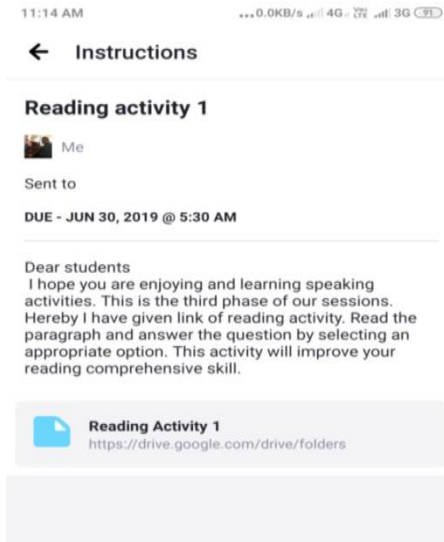 11:14 AM ...0.0KB/s 4G VoLTE 3G 91
← Instructions
Reading activity 1
Me
Sent to
DUE - JUN 30, 2019 @ 5:30 AM
Dear students
I hope you are enjoying and learning speaking
activities. This is the third phase of our sessions.
Hereby I have given link of reading activity. Read the
paragraph and answer the question by selecting an
appropriate option. This activity will improve your
reading comprehensive skill.
Reading Activity 1
https://drive.google.com/drive/folders